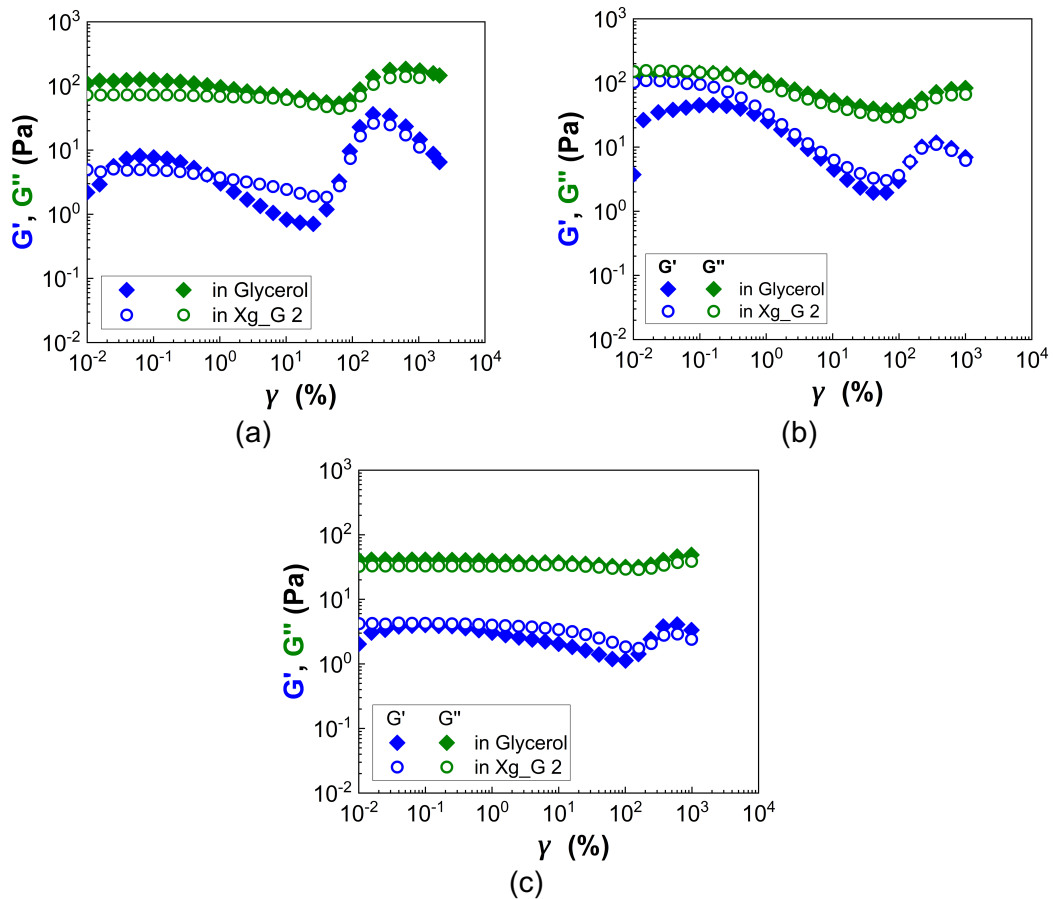 G', G'' (Pa)
10³
10²
10¹
10⁰
10⁻¹
10⁻²
in Glycerol
in Xg_G 2
10⁻² 10⁻¹ 10⁰ 10¹ 10² 10³ 10⁴
γ (%)
(a)
G', G'' (Pa)
10³
10²
10¹
10⁰
10⁻¹
10⁻²
G' G''
in Glycerol
in Xg_G 2
10⁻² 10⁻¹ 10⁰ 10¹ 10² 10³ 10⁴
γ (%)
(b)
G', G'' (Pa)
10³
10²
10¹
10⁰
10⁻¹
10⁻²
G' G''
in Glycerol
in Xg_G 2
10⁻² 10⁻¹ 10⁰ 10¹ 10² 10³ 10⁴
γ (%)
(c)